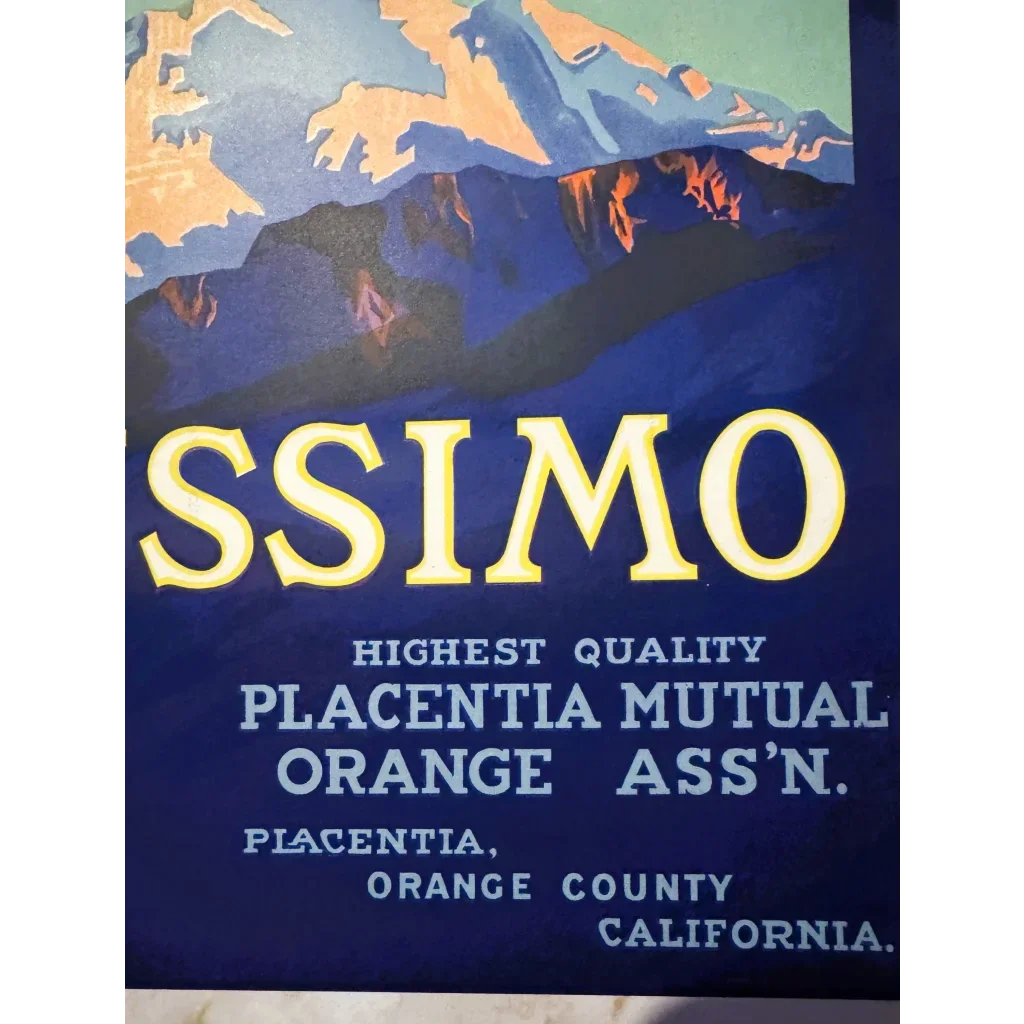 SSIMO
HIGHEST QUALITY
PLACENTIA MUTUAL
ORANGE ASS'N.
PLACENTIA,
ORANGE COUNTY
CALIFORNIA.